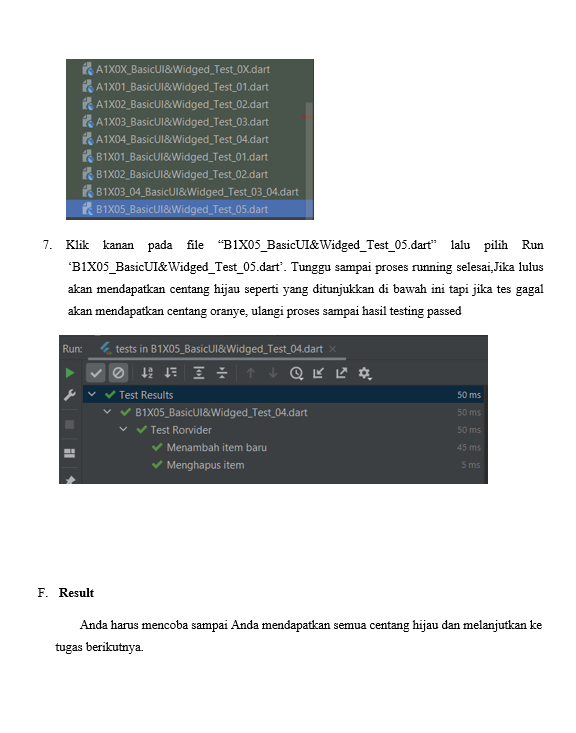 A1X0X_BasicUI&Widged_Test_0X.dart
A1X01_BasicUI&Widged_Test_01.dart
A1X02_BasicUI&Widged_Test_02.dart
A1X03_BasicUI&Widged_Test_03.dart
A1X04_BasicUI&Widged_Test_04.dart
B1X01_BasicUI&Widged_Test_01.dart
B1X02_BasicUI&Widged_Test_02.dart
B1X03_04_BasicUI&Widged_Test_03_04.dart
B1X05_BasicUI&Widged_Test_05.dart
7. Klik kanan pada file “B1X05_BasicUI&Widged_Test_05.dart” lalu pilih Run
‘B1X05_BasicUI&Widged_Test_05.dart’. Tunggu sampai proses running selesai,Jika lulus
akan mendapatkan centang hijau seperti yang ditunjukkan di bawah ini tapi jika tes gagal
akan mendapatkan centang oranye, ulangi proses sampai hasil testing passed
Run: tests in B1X05_BasicUI&Widged_Test_04.dart
Test Results 50 ms
B1X05_BasicUI&Widged_Test_04.dart 50 ms
Test Rorvider 50 ms
Menambah item baru 45 ms
Menghapus item 5 ms
F. Result
Anda harus mencoba sampai Anda mendapatkan semua centang hijau dan melanjutkan ke
tugas berikutnya.